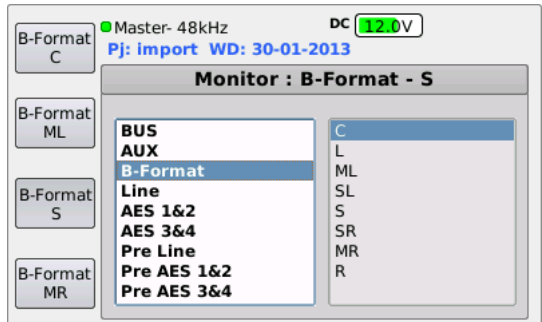 B-Format
C
B-Format
ML
B-Format
S
B-Format
MR
Master- 48kHz
DC 12.0V
Pj: import WD: 30-01-2013
Monitor : B-Format - S
BUS
AUX
B-Format
Line
AES 1&2
AES 3&4
Pre Line
Pre AES 1&2
Pre AES 3&4
C
L
ML
SL
S
SR
MR
R